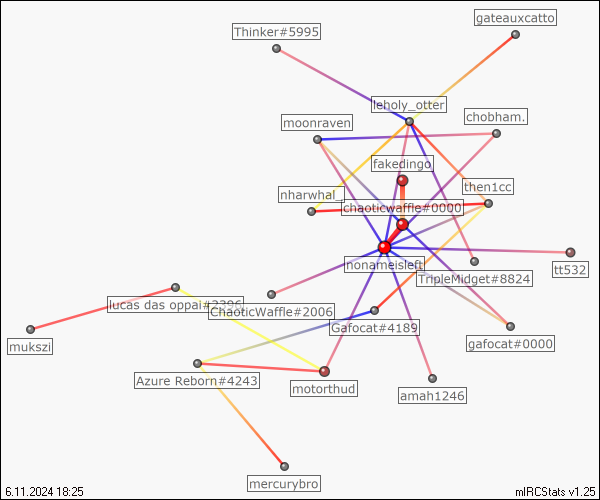 gateauxcatto
Thinker#5995
leholy_otter
chobham.
moonraven
fakedingo
then1cc
nharwhal_
chaoticwaffle#0000
nonameisleft
tt532
TripleMidget#8824
lucas das oppai#2396
ChaoticWaffle#2006
Gafocat#4189
gafocat#0000
mukszi
Azure Reborn#4243
motorthud
amah1246
mercurybro
6.11.2024 18:25
mIRCStats v1.25